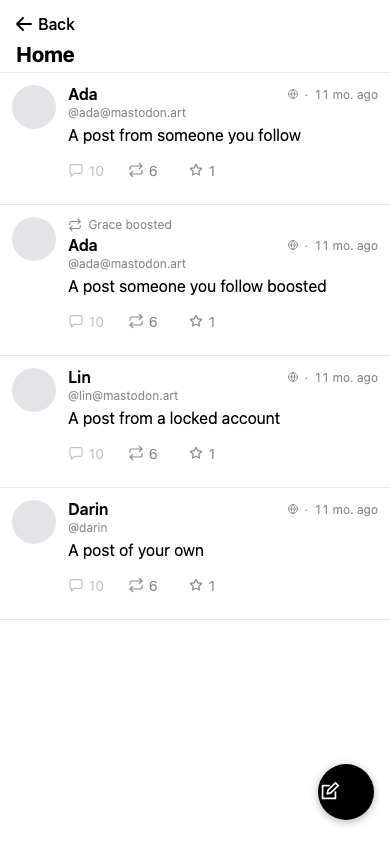 Back
Home
Ada · 11 mo. ago
@ada@mastodon.art
A post from someone you follow
10 6 1
Grace boosted
Ada · 11 mo. ago
@ada@mastodon.art
A post someone you follow boosted
10 6 1
Lin · 11 mo. ago
@lin@mastodon.art
A post from a locked account
10 6 1
Darin · 11 mo. ago
@darin
A post of your own
10 6 1